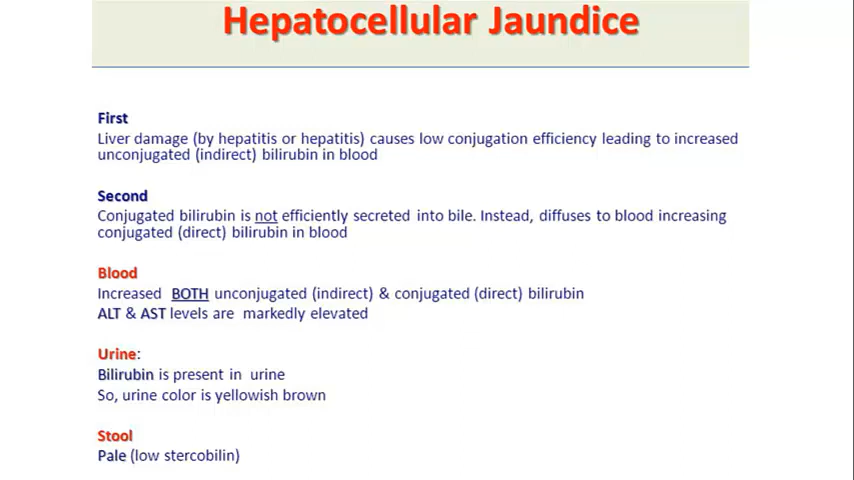 Hepatocellular Jaundice
First
Liver damage (by hepatitis or hepatitis) causes low conjugation efficiency leading to increased
unconjugated (indirect) bilirubin in blood
Second
Conjugated bilirubin is not efficiently secreted into bile. Instead, diffuses to blood increasing
conjugated (direct) bilirubin in blood
Blood
Increased BOTH unconjugated (indirect) & conjugated (direct) bilirubin
ALT & AST levels are markedly elevated
Urine:
Bilirubin is present in urine
So, urine color is yellowish brown
Stool
Pale (low stercobilin)